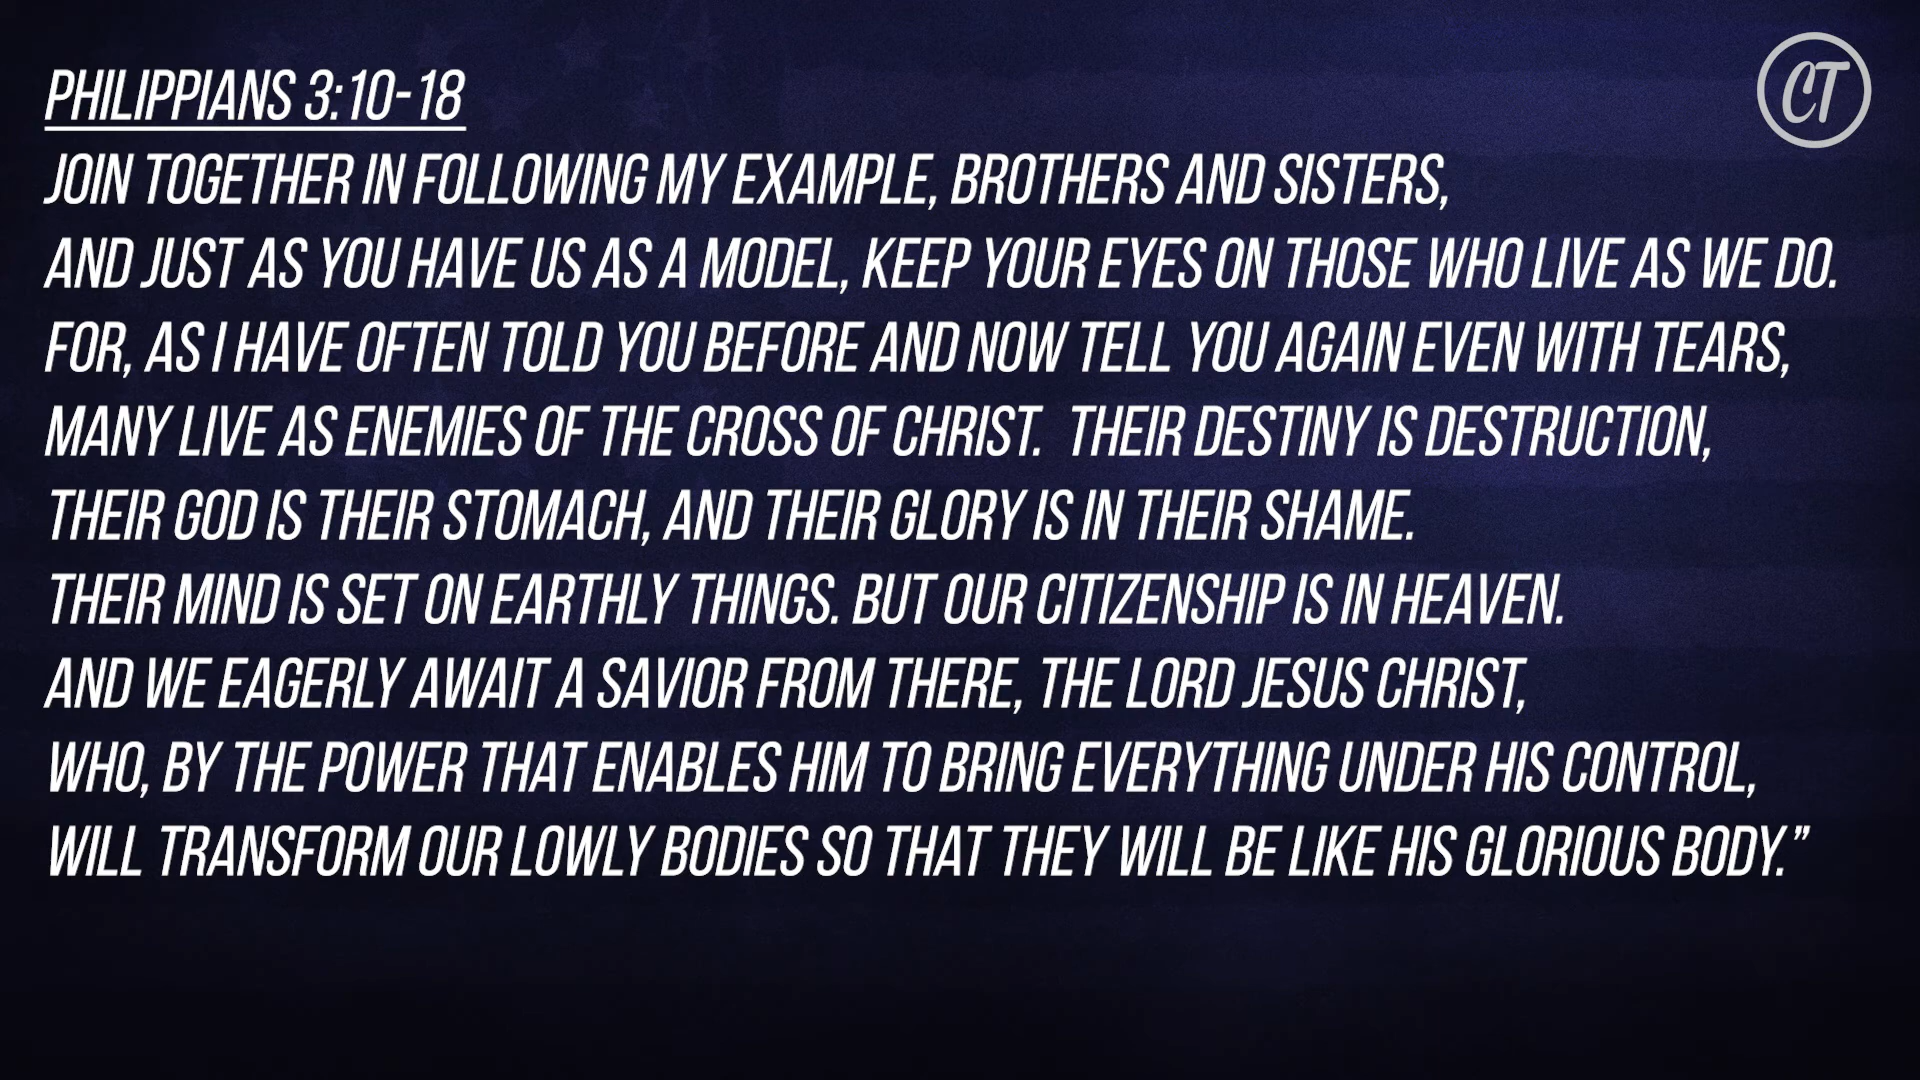 PHILIPPIANS 3:10-18
CT
JOIN TOGETHER IN FOLLOWING MY EXAMPLE, BROTHERS AND SISTERS,
AND JUST AS YOU HAVE US AS A MODEL, KEEP YOUR EYES ON THOSE WHO LIVE AS WE DO.
FOR, AS I HAVE OFTEN TOLD YOU BEFORE AND NOW TELL YOU AGAIN EVEN WITH TEARS,
MANY LIVE AS ENEMIES OF THE CROSS OF CHRIST.  THEIR DESTINY IS DESTRUCTION,
THEIR GOD IS THEIR STOMACH, AND THEIR GLORY IS IN THEIR SHAME.
THEIR MIND IS SET ON EARTHLY THINGS. BUT OUR CITIZENSHIP IS IN HEAVEN.
AND WE EAGERLY AWAIT A SAVIOR FROM THERE, THE LORD JESUS CHRIST,
WHO, BY THE POWER THAT ENABLES HIM TO BRING EVERYTHING UNDER HIS CONTROL,
WILL TRANSFORM OUR LOWLY BODIES SO THAT THEY WILL BE LIKE HIS GLORIOUS BODY.”